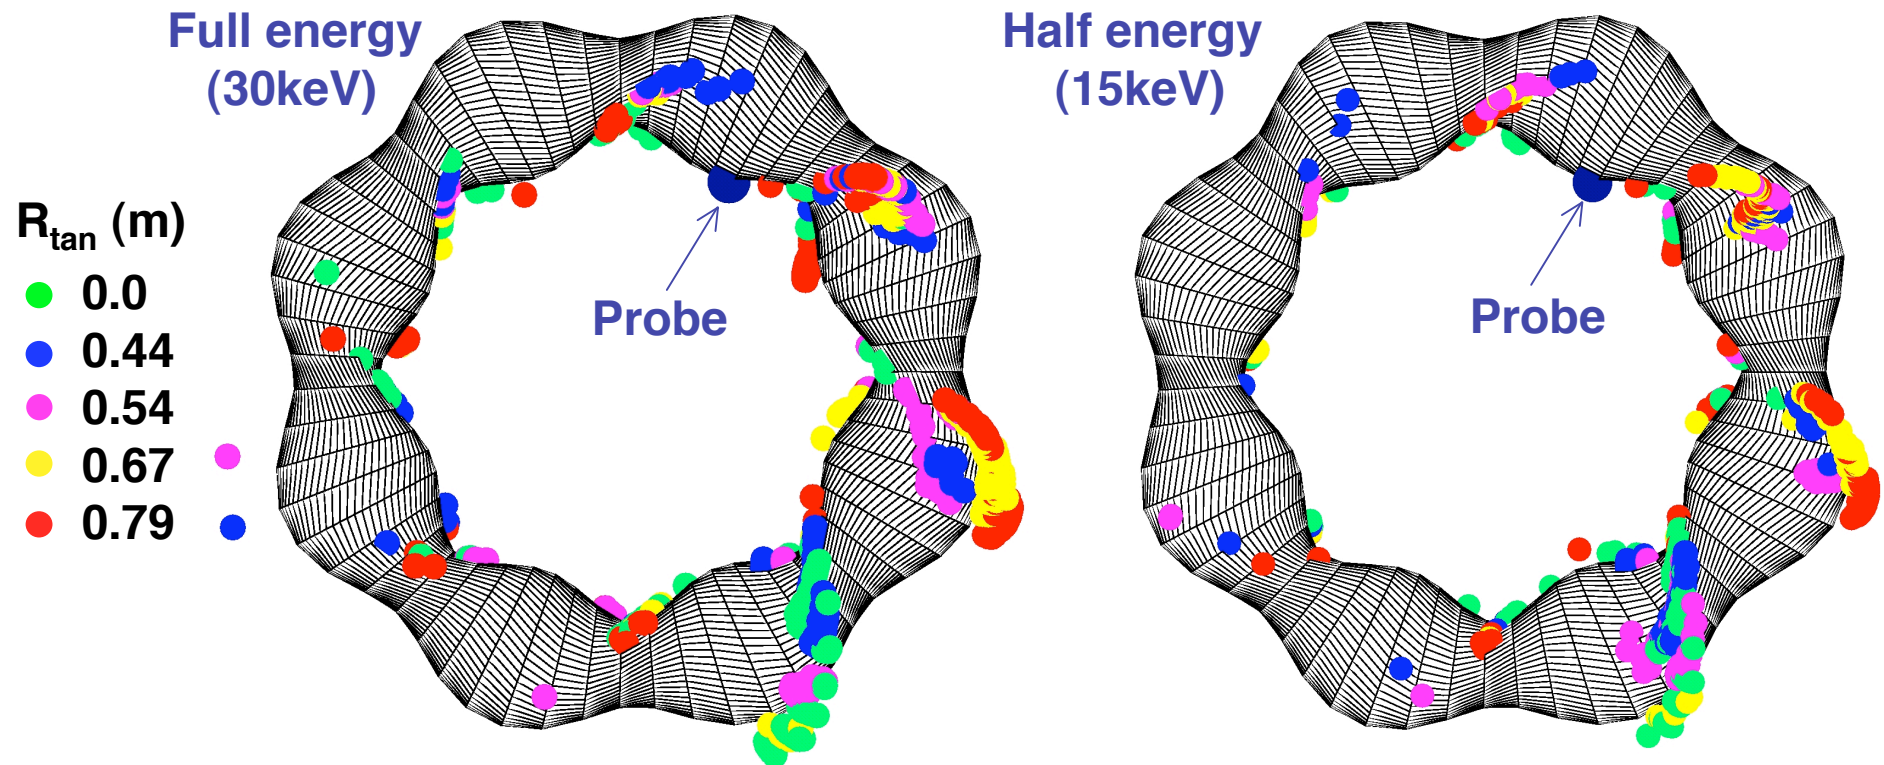 Full energy
(30keV)
Half energy
(15keV)
Rtan (m)
0.0
0.44
0.54
0.67
0.79
Probe
Probe